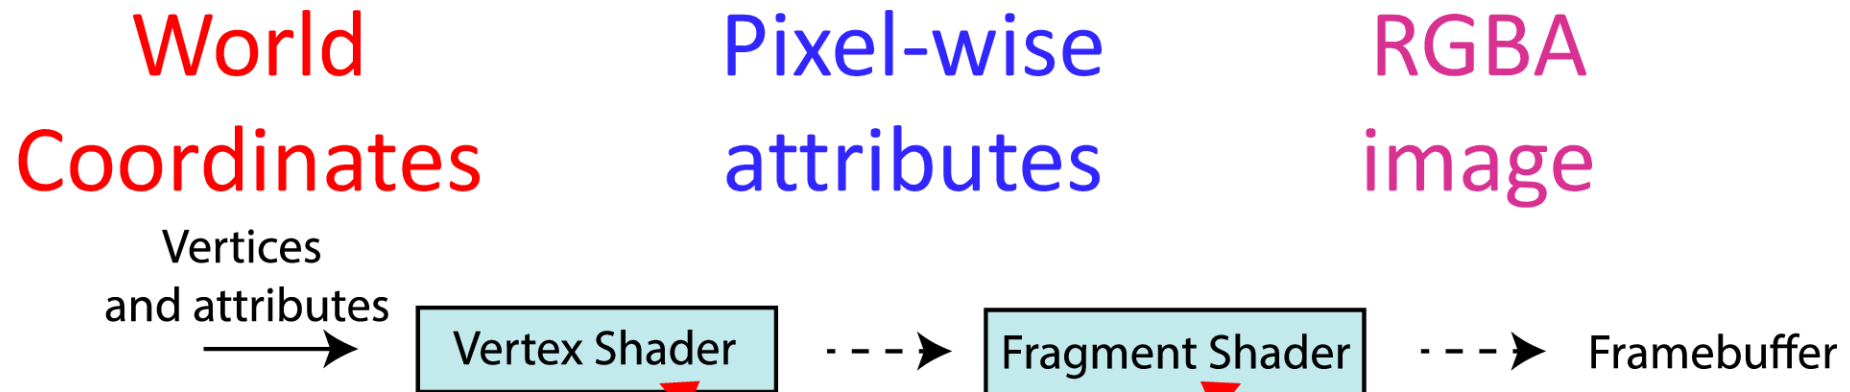 World
Coordinates
Pixel-wise
attributes
RGBA
image
Vertices
and attributes
Vertex Shader
Fragment Shader
Framebuffer